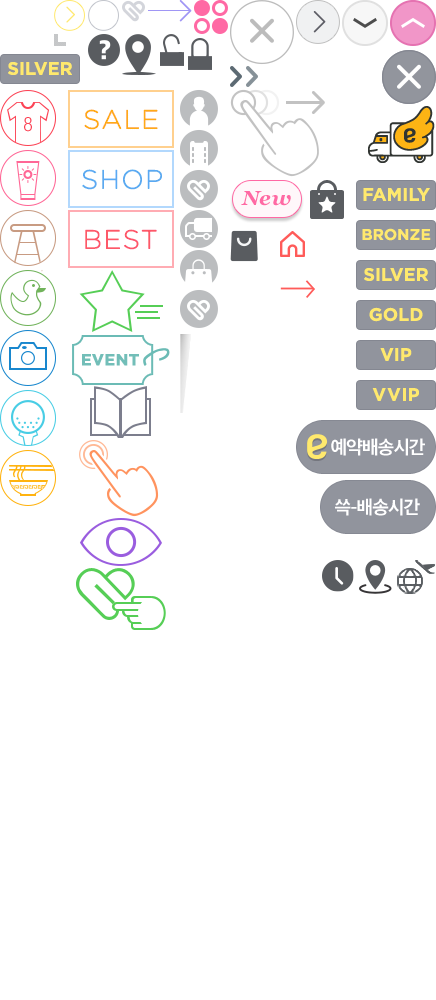 ?
SILVER
8
SALE
SHOP
BEST
EVENT
New
e
FAMILY
BRONZE
SILVER
GOLD
VIP
VVIP
e 예약배송시간
쓱-배송시간